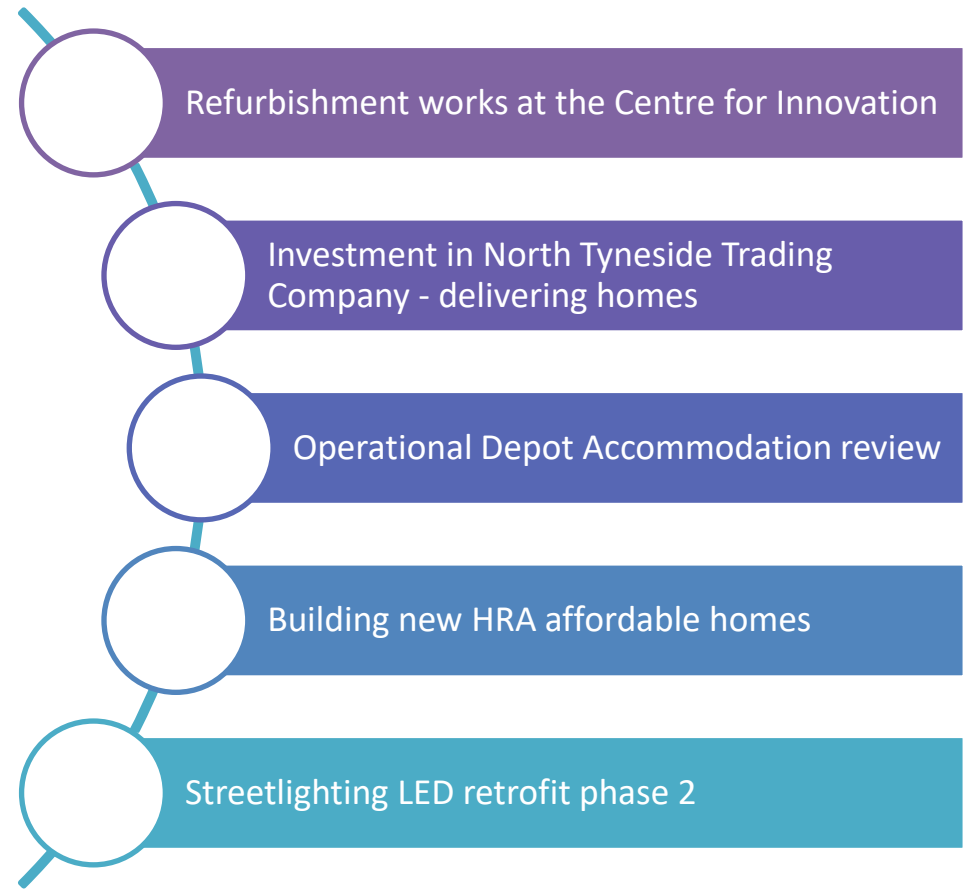 Refurbishment works at the Centre for Innovation
Investment in North Tyneside Trading
Company - delivering homes
Operational Depot Accommodation review
Building new HRA affordable homes
Streetlighting LED retrofit phase 2